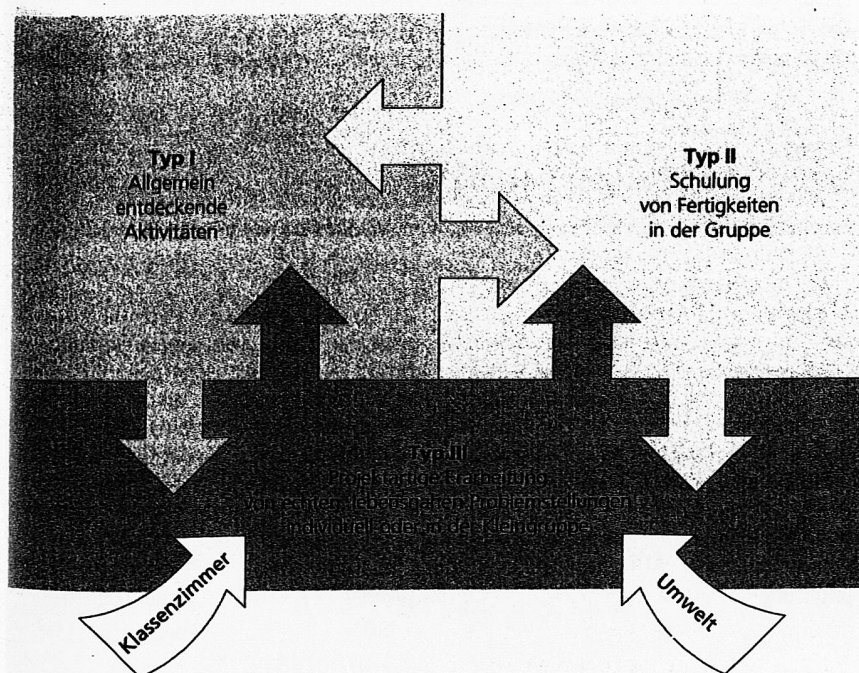 Typ I
Allgemein
entdeckende
Aktivitäten
Typ II
Schulung
von Fertigkeiten
in der Gruppe
Typ III
Projektartige Erarbeitung
von echten, lebensnahen Problemstellungen
individuell oder in der Kleingruppe
Klassenzimmer
Umwelt